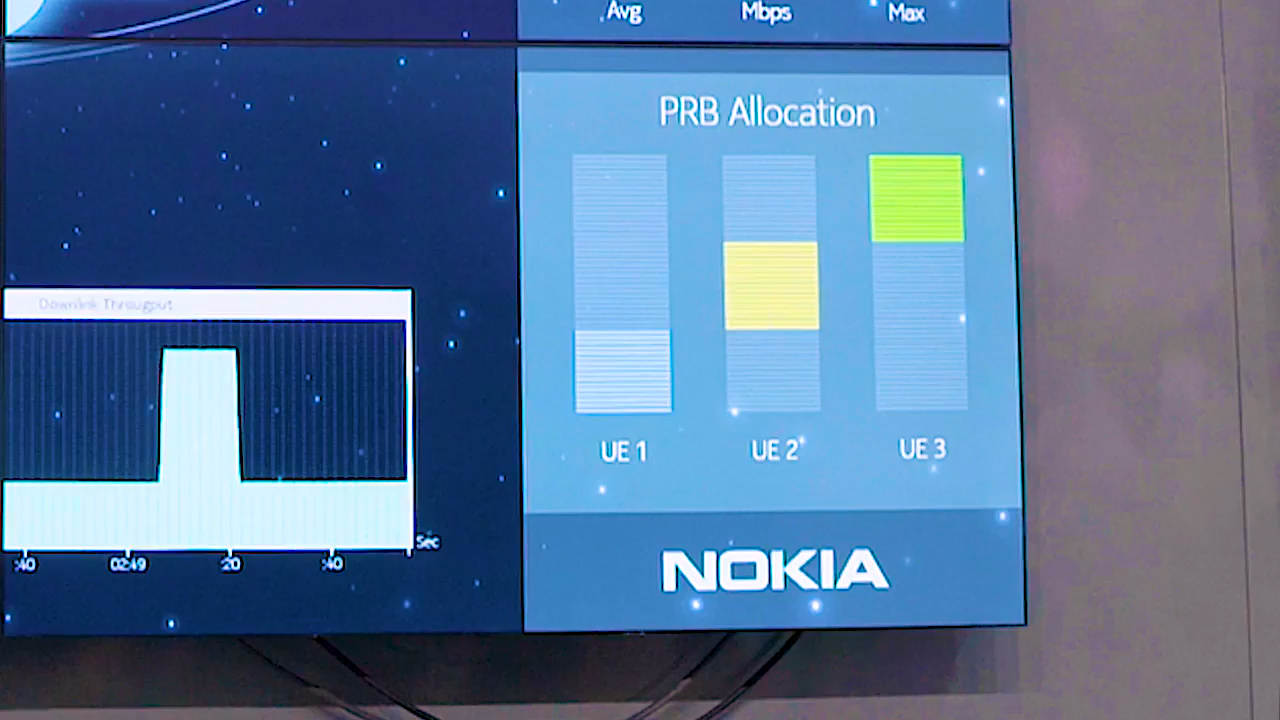 Avg Mbps Max
PRB Allocation
Downlink Througput
UE 1 UE 2 UE 3
Sec
:40 02:49 :20 :40
NOKIA